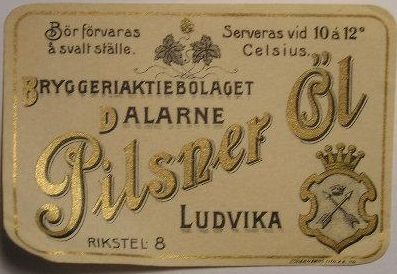 Bör förvaras
å svalt ställe.
Serveras vid 10 à 12°
Celsius.
BRYGGERIAKTIEBOLAGET
DALARNE
Pilsner Öl
LUDVIKA
RIKSTEL. 8